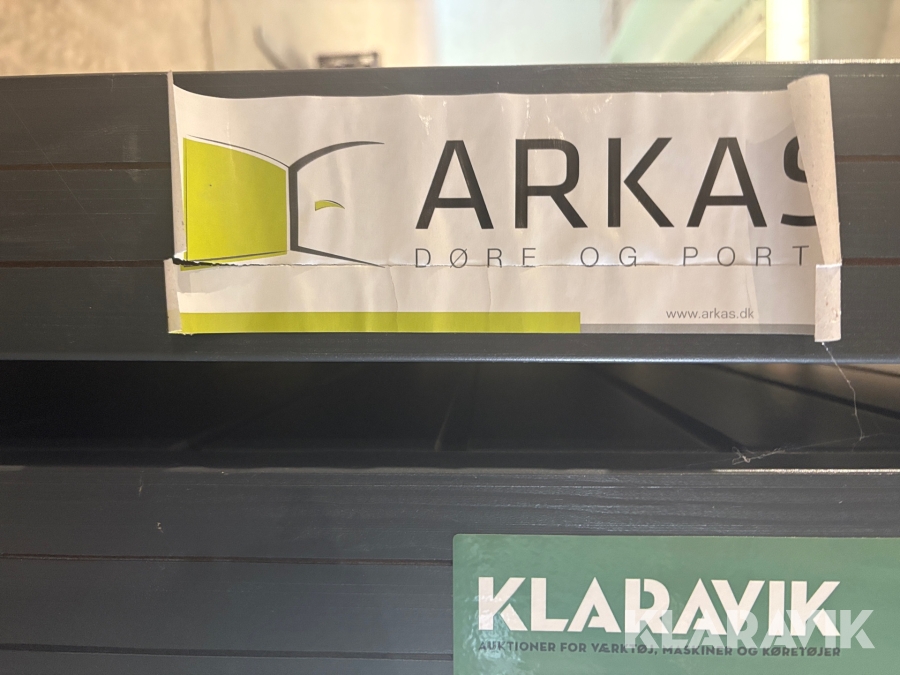 ARKAS
DØRE OG PORT
www.arkas.dk
KLARAVIK
AUKTIONER FOR VÆRKTØJ, MASKINER OG KØRETØJER
KLARAVIK